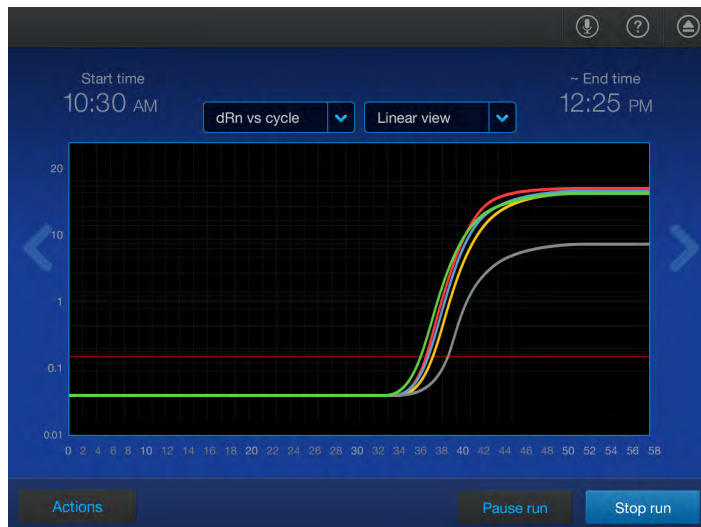 ?
Start time
~ End time
10:30 AM
12:25 PM
dRn vs cycle
Linear view
20
10
1
0.1
0.01
0 2 4 6 8 10 12 14 16 18 20 22 24 26 28 30 32 34 36 38 40 42 44 46 48 50 52 54 56 58
Actions
Pause run
Stop run